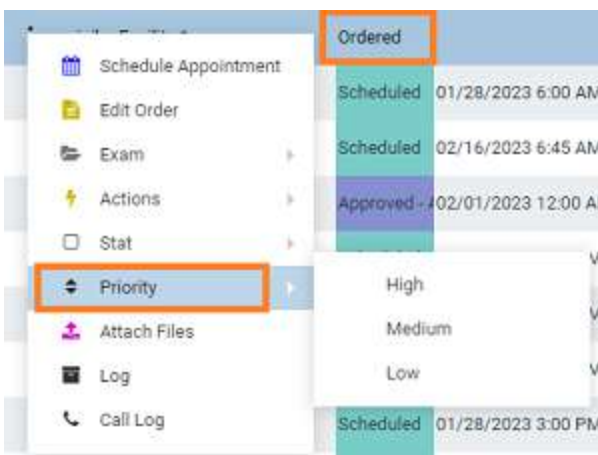 Ordered
Schedule Appointment
Scheduled 01/28/2023 6:00 AM
Edit Order
Exam
Scheduled 02/16/2023 6:45 AM
Actions
Approved - 02/01/2023 12:00 A
Stat
Priority
High
Attach Files
Medium
Log
Low
Call Log
Scheduled 01/28/2023 3:00 PM